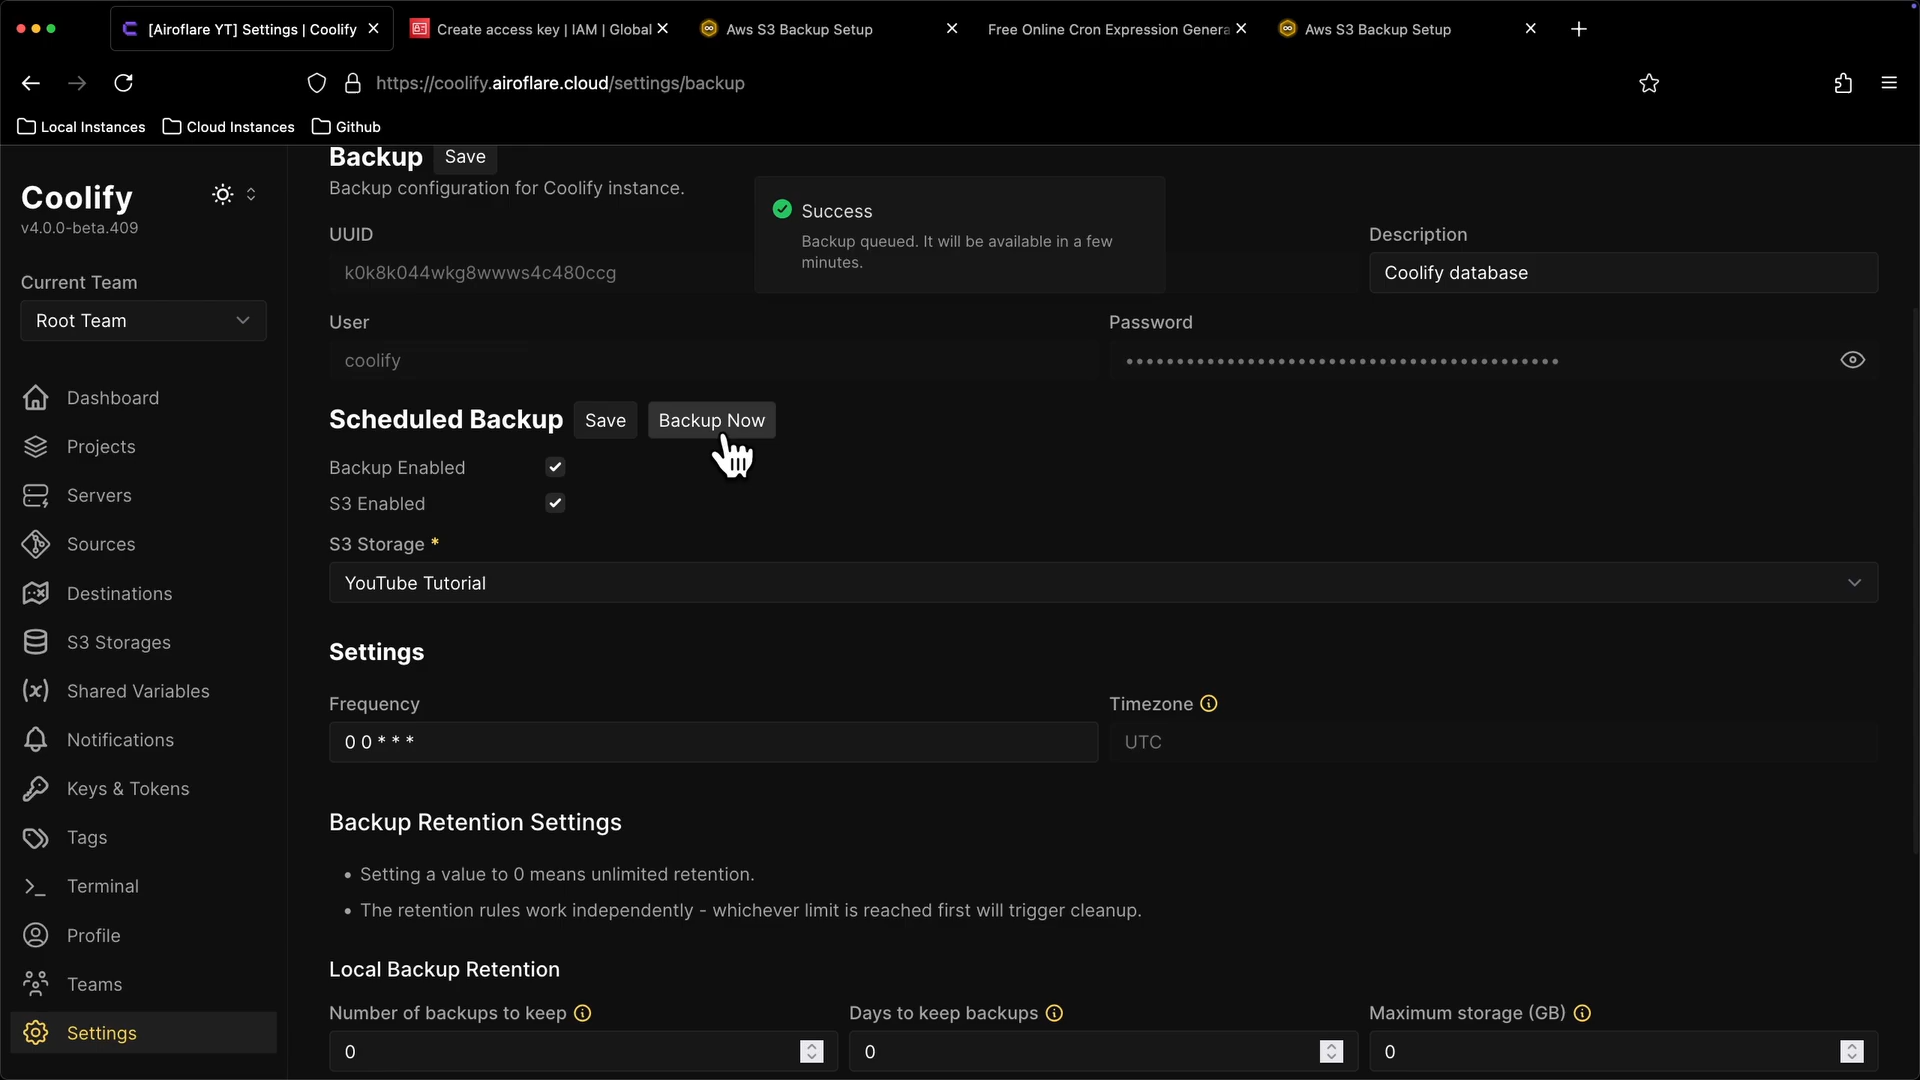 [Airoflare YT] Settings | Coolify
Create access key | IAM | Global
Aws S3 Backup Setup
Free Online Cron Expression Genera
Aws S3 Backup Setup
https://coolify.airoflare.cloud/settings/backup
Local Instances
Cloud Instances
Github
Coolify
v4.0.0-beta.409
Current Team
Root Team
Dashboard
Projects
Servers
Sources
Destinations
S3 Storages
Shared Variables
Notifications
Keys & Tokens
Tags
Terminal
Profile
Teams
Settings
Backup
Save
Backup configuration for Coolify instance.
Success
Backup queued. It will be available in a few
minutes.
UUID
k0k8k044wkg8wwws4c480ccg
Description
Coolify database
User
coolify
Password
Scheduled Backup
Save
Backup Now
Backup Enabled
S3 Enabled
S3 Storage *
YouTube Tutorial
Settings
Frequency
0 0 * * *
Timezone
UTC
Backup Retention Settings
• Setting a value to 0 means unlimited retention.
• The retention rules work independently - whichever limit is reached first will trigger cleanup.
Local Backup Retention
Number of backups to keep
0
Days to keep backups
0
Maximum storage (GB)
0